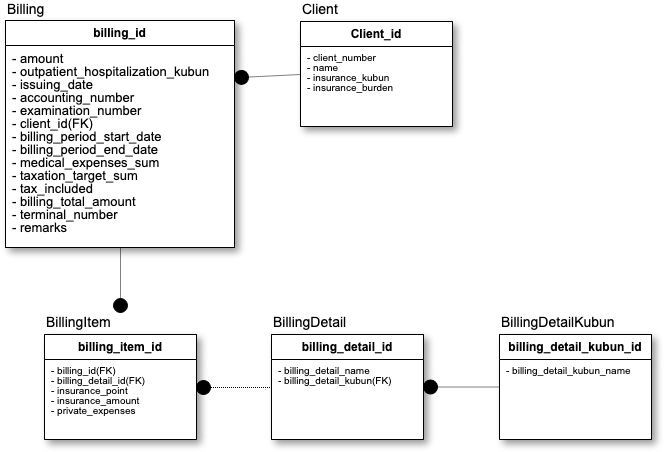 Billing
billing_id
- amount
- outpatient_hospitalization_kubun
- issuing_date
- accounting_number
- examination_number
- client_id(FK)
- billing_period_start_date
- billing_period_end_date
- medical_expenses_sum
- taxation_target_sum
- tax_included
- billing_total_amount
- terminal_number
- remarks
Client
Client_id
- client_number
- name
- insurance_kubun
- insurance_burden
BillingItem
billing_item_id
- billing_id(FK)
- billing_detail_id(FK)
- insurance_point
- insurance_amount
- private_expenses
BillingDetail
billing_detail_id
- billing_detail_name
- billing_detail_kubun(FK)
BillingDetailKubun
billing_detail_kubun_id
- billing_detail_kubun_name